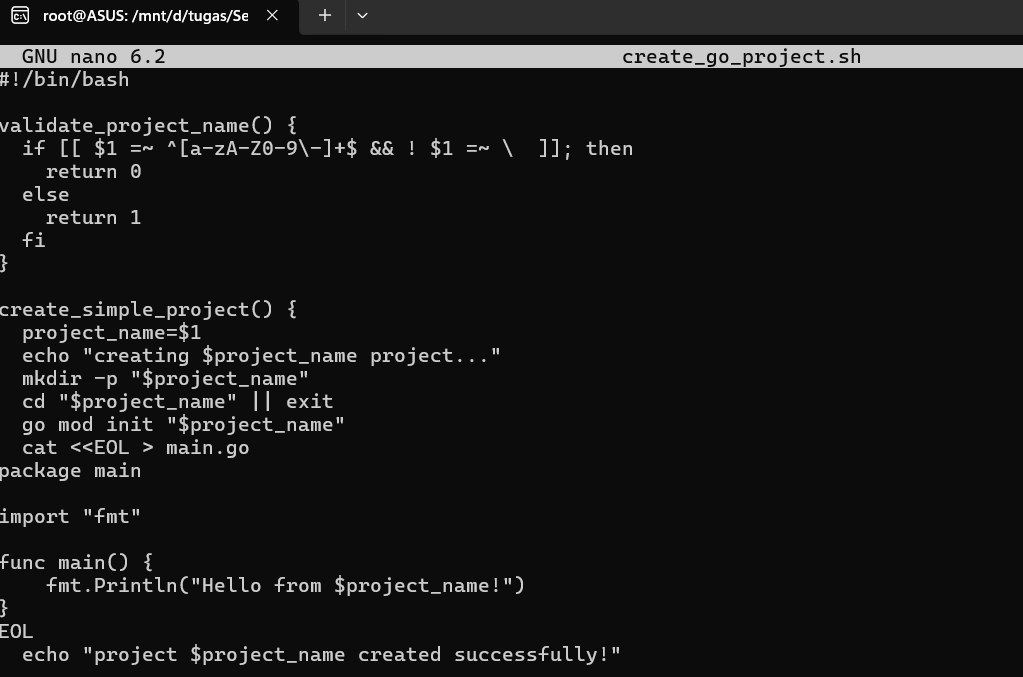 root@ASUS: /mnt/d/tugas/Se
GNU nano 6.2 create_go_project.sh
#!/bin/bash

validate_project_name() {
  if [[ $1 =~ ^[a-zA-Z0-9\-]+$ && ! $1 =~ \  ]]; then
    return 0
  else
    return 1
  fi
}

create_simple_project() {
  project_name=$1
  echo "creating $project_name project..."
  mkdir -p "$project_name"
  cd "$project_name" || exit
  go mod init "$project_name"
  cat <<EOL > main.go
package main

import "fmt"

func main() {
    fmt.Println("Hello from $project_name!")
}
EOL
  echo "project $project_name created successfully!"